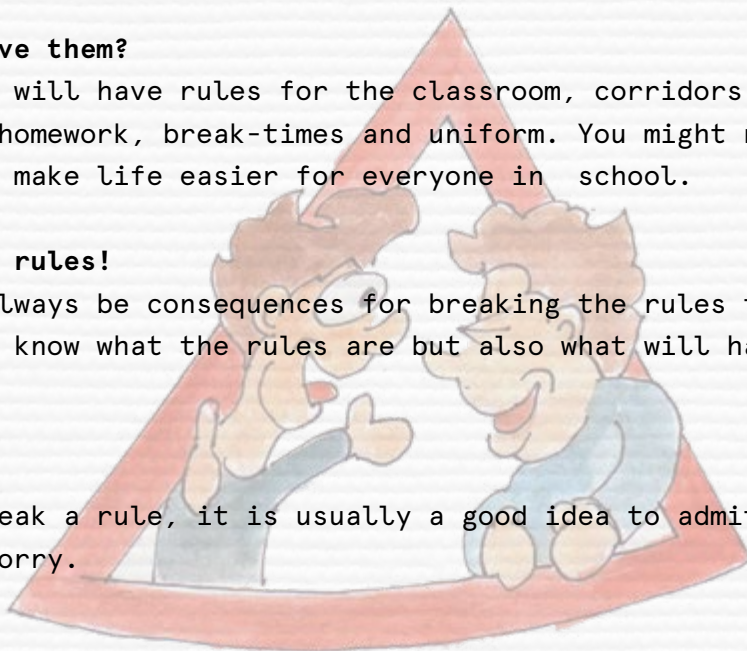 ve them?
will have rules for the classroom, corridors
homework, break-times and uniform. You might
make life easier for everyone in school.
rules!
lways be consequences for breaking the rules
know what the rules are but also what will
eak a rule, it is usually a good idea to
orry.